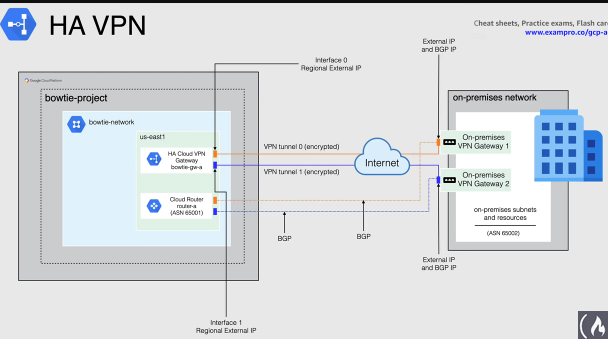 HA VPN
Cheat sheets, Practice exams, Flash car
www.exampro.co/gcp-a
External IP
and BGP IP
Interface 0
Regional External IP
Google Cloud Platform
bowtie-project
on-premises network
bowtie-network
us-east1
HA Cloud VPN
Gateway
bowtie-gw-a
VPN tunnel 0 (encrypted)
Internet
On-premises
VPN Gateway 1
VPN tunnel 1 (encrypted)
On-premises
VPN Gateway 2
Cloud Router
router-a
(ASN 65001)
on-premises subnets
and resources
(ASN 65002)
BGP
BGP
External IP
and BGP IP
Interface 1
Regional External IP